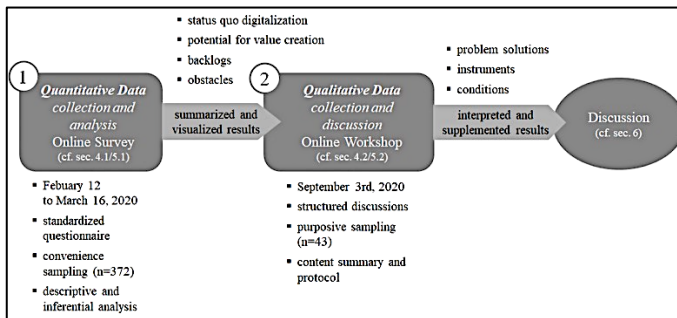 ▪ status quo digitalization
▪ potential for value creation
▪ backlogs
▪ obstacles
▪ problem solutions
▪ instruments
▪ conditions
1
Quantitative Data
collection and
analysis
Online Survey
(cf. sec. 4.1/5.1)
summarized and
visualized results
2
Qualitative Data
collection and
discussion
Online Workshop
(cf. sec. 4.2/5.2)
interpreted and
supplemented results
Discussion
(cf. sec. 6)
▪ Febuary 12
to March 16, 2020
▪ standardized
questionnaire
▪ convenience
sampling (n=372)
▪ descriptive and
inferential analysis
▪ September 3rd, 2020
▪ structured discussions
▪ purposive sampling
(n=43)
▪ content summary and
protocol